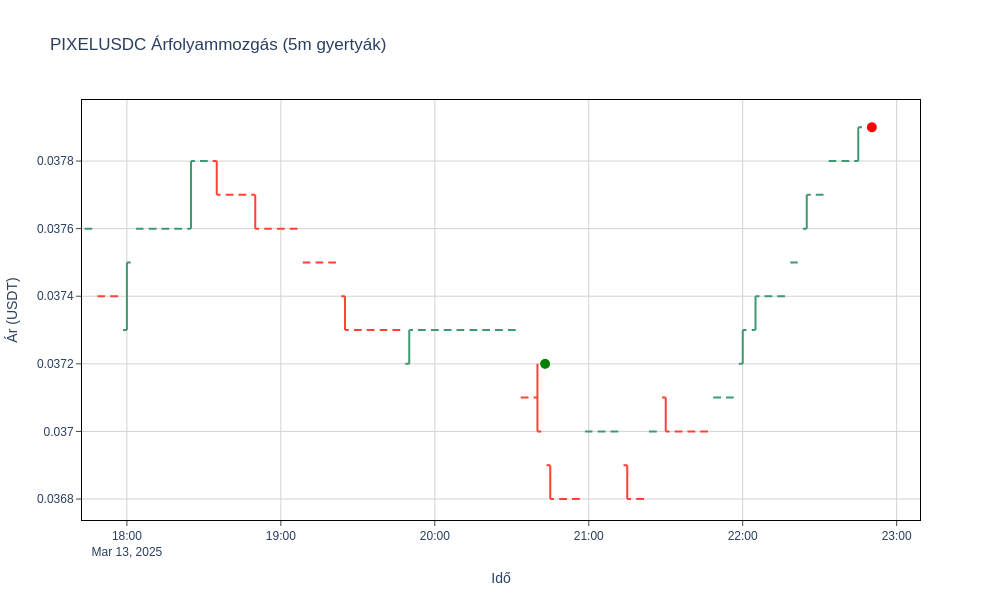 PIXELUSDC Árfolyammozgás (5m gyertyák)
Ár (USDT)
0.0378
0.0376
0.0374
0.0372
0.037
0.0368
18:00 19:00 20:00 21:00 22:00 23:00
Mar 13, 2025
Idő